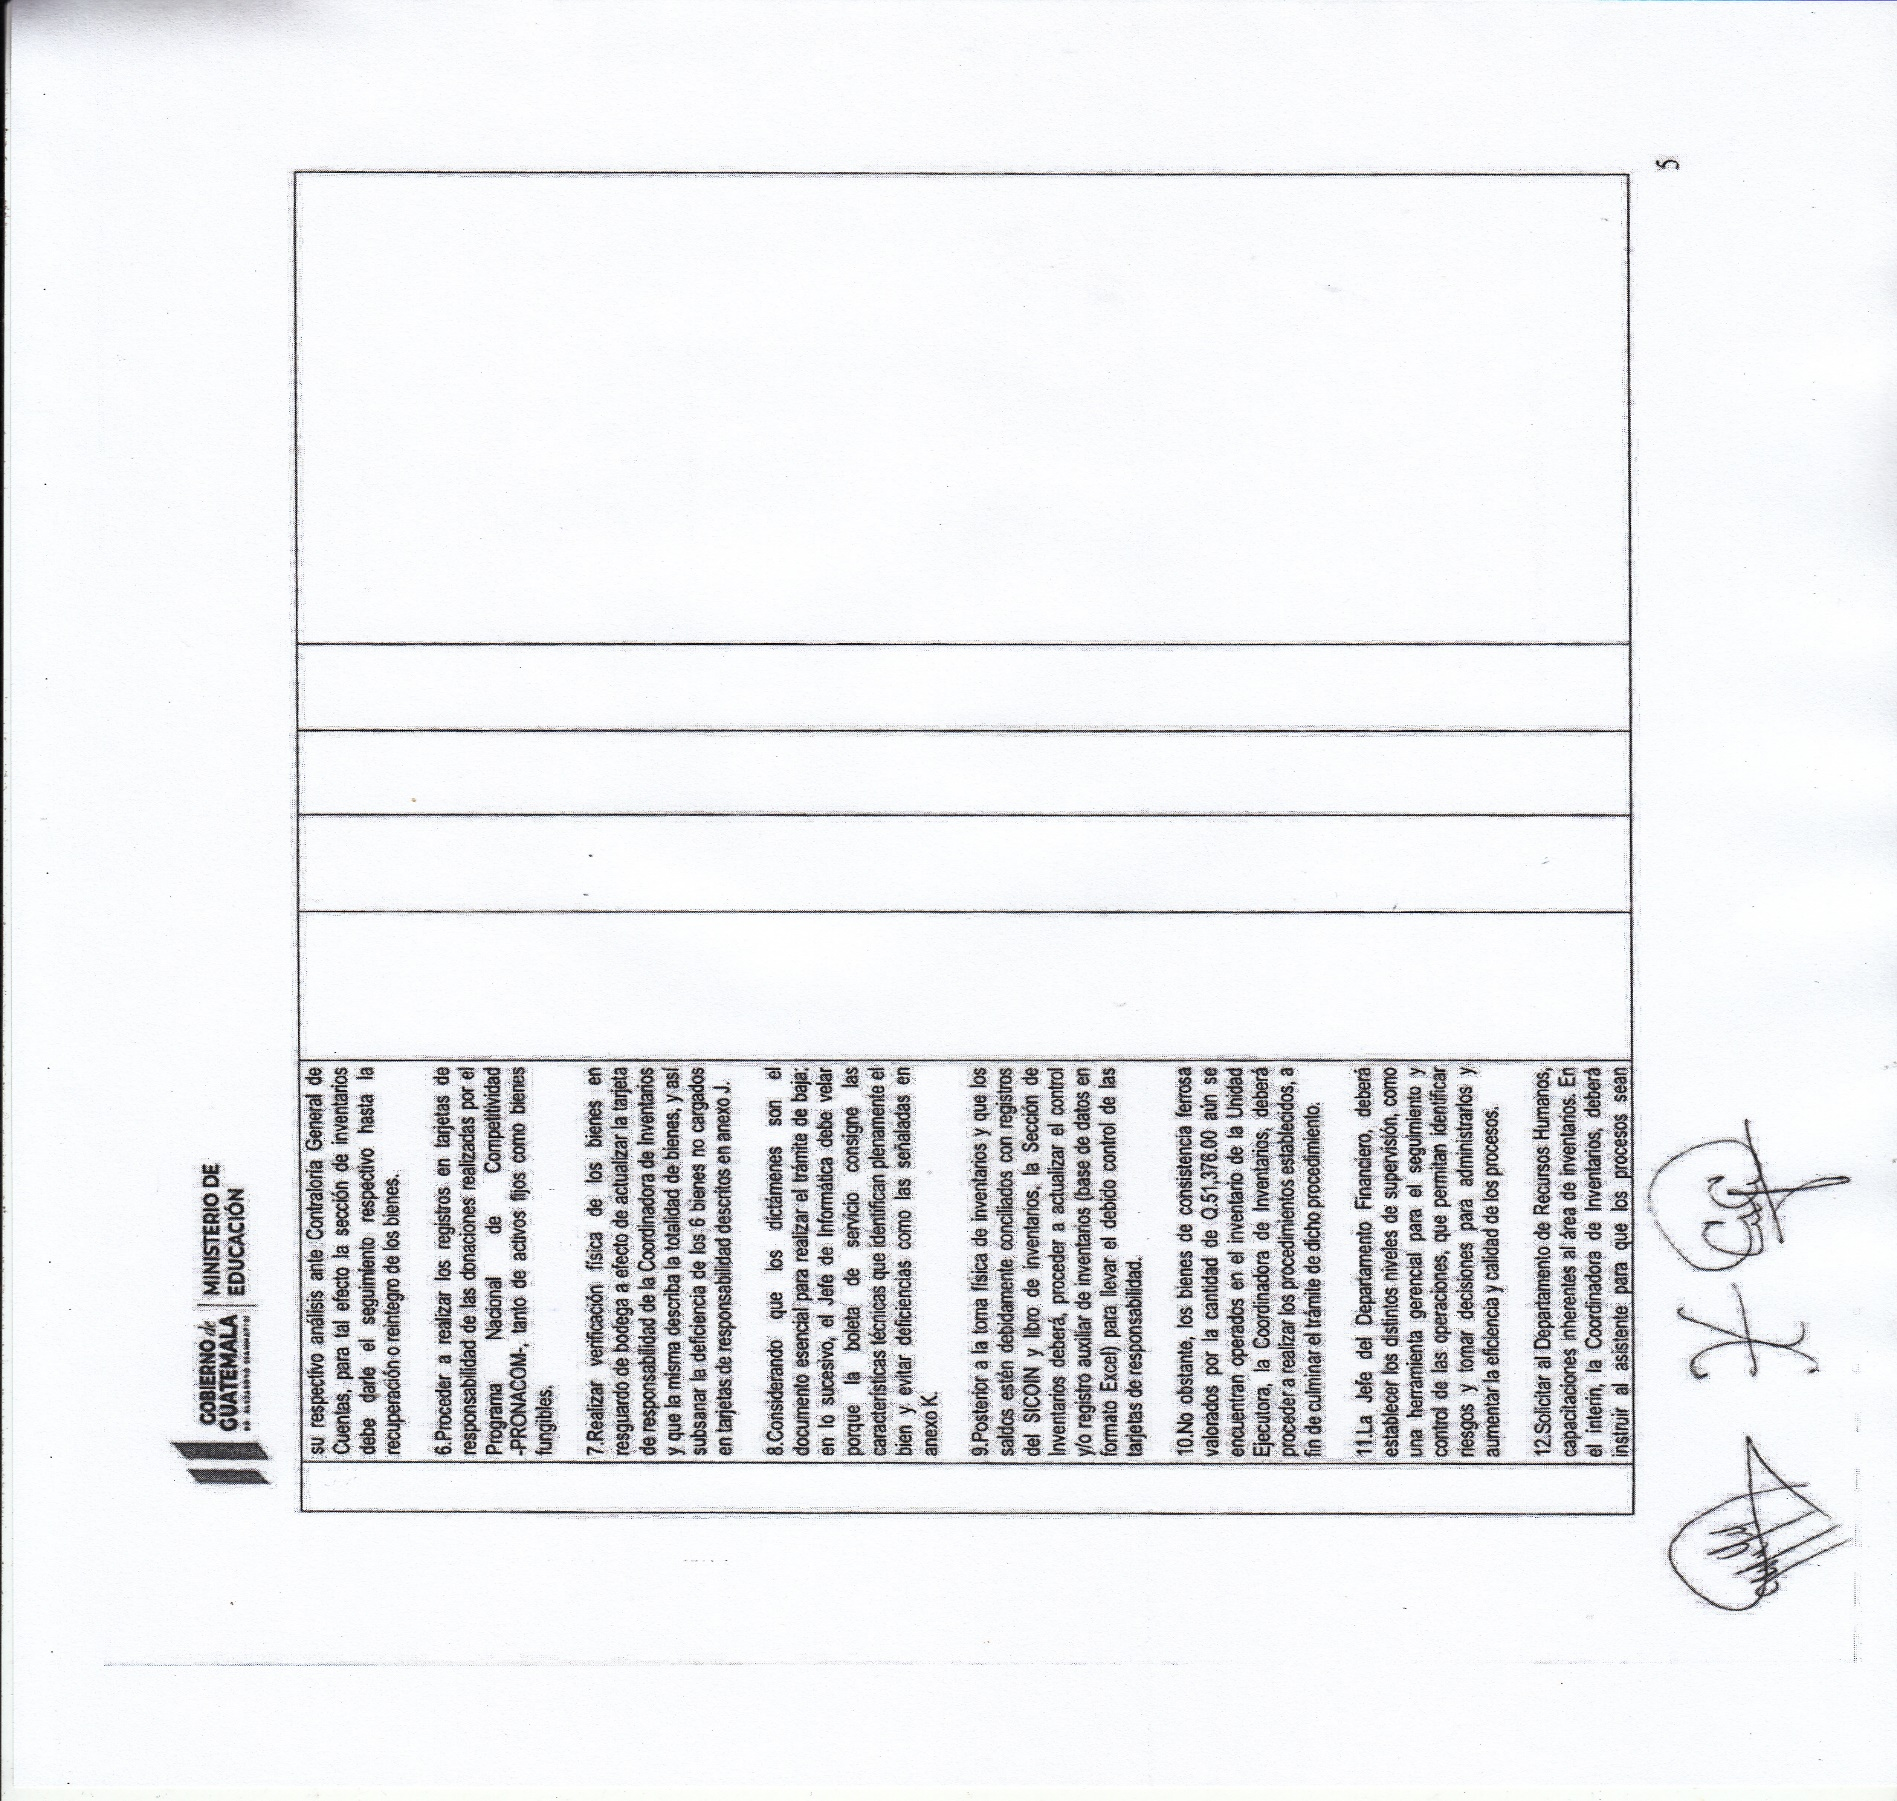 GOBIERNO de
GUATEMALA
MINISTERIO DE
EDUCACIÓN
su respectivo análisis ante Contraloría General de
Cuentas, para tal efecto la sección de inventarios
debe darle el seguimiento respectivo hasta la
recuperación o reintegro de los bienes.
6.Proceder a realizar los registros en tarjetas de
responsabilidad de las donaciones realizadas por el
Programa Nacional de Competitividad
-PRONACOM-, tanto de activos fijos como bienes
fungibles.
7.Realizar verificación física de los bienes en
resguardo de bodega a efecto de actualizar la tarjeta
de responsabilidad de la Coordinadora de Inventarios
y que la misma describa la totalidad de bienes, y así
subsanar la deficiencia de los 6 bienes no cargados
en tarjetas de responsabilidad descritos en anexo J.
8.Considerando que los dictámenes son el
documento esencial para realizar el trámite de baja;
en lo sucesivo, el Jefe de Informática debe velar
porque la boleta de servicio consigne las
características técnicas que identifican plenamente el
bien y evitar deficiencias como las señaladas en
anexo K.
9.Posterior a la toma física de inventarios y que los
saldos estén debidamente conciliados con registros
del SICOIN y libro de inventarios, la Sección de
Inventarios deberá, proceder a actualizar el control
y/o registro auxiliar de inventarios (base de datos en
formato Excel) para llevar el debido control de las
tarjetas de responsabilidad.
10.No obstante, los bienes de consistencia ferrosa
valorados por la cantidad de Q.51,376.00 aún se
encuentran operados en el inventario de la Unidad
Ejecutora, la Coordinadora de Inventarios, deberá
proceder a realizar los procedimientos establecidos, a
fin de culminar el trámite de dicho procedimiento.
11.La Jefe del Departamento Financiero, deberá
establecer los distintos niveles de supervisión, como
una herramienta gerencial para el seguimiento y
control de las operaciones, que permitan identificar
riesgos y tomar decisiones para administrarlos y
aumentar la eficiencia y calidad de los procesos.
12.Solicitar al Departamento de Recursos Humanos,
capacitaciones inherentes al área de inventarios. En
el interin, la Coordinadora de Inventarios, deberá
instruir al asistente para que los procesos sean
5